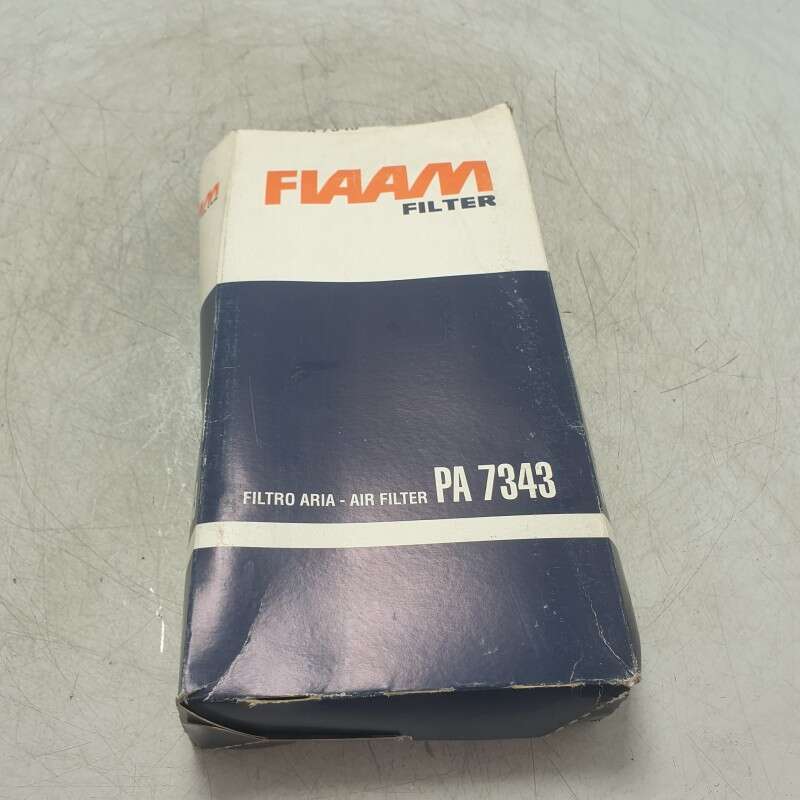 FIAAM
FILTER
FILTRO ARIA - AIR FILTER PA 7343